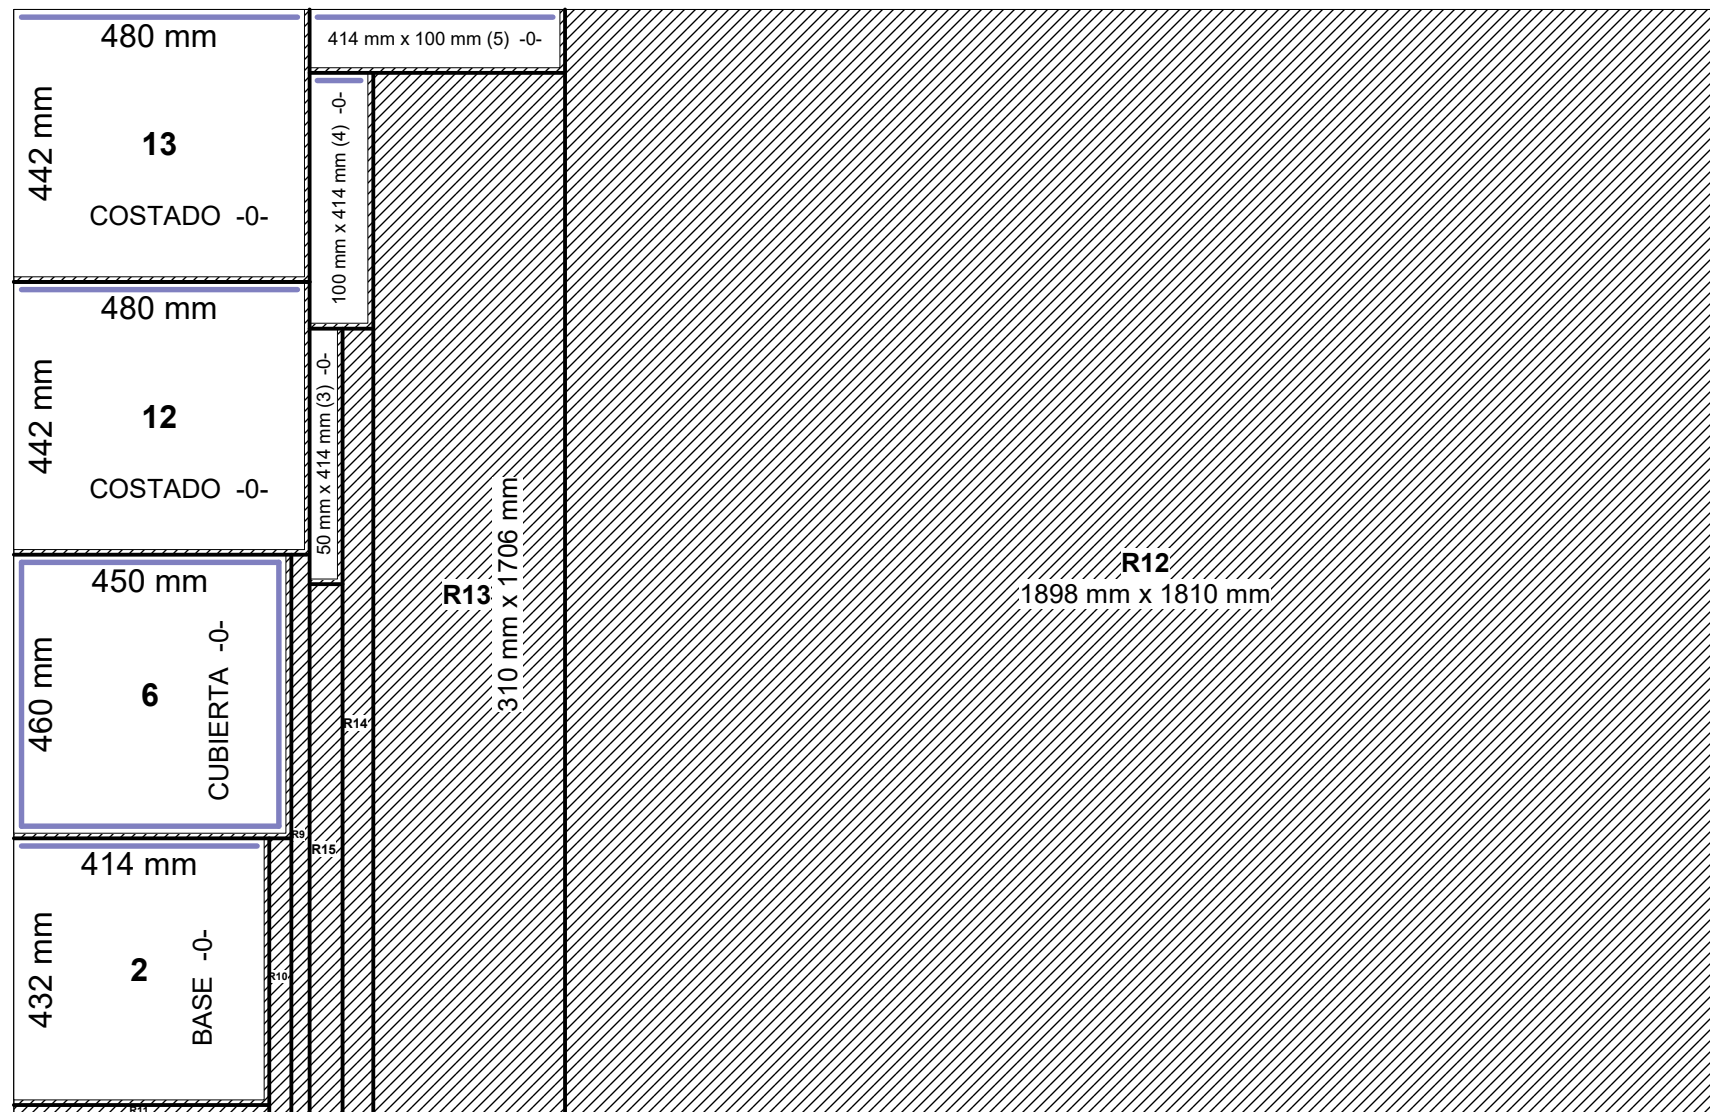 480 mm
442 mm
13
COSTADO -0-
480 mm
442 mm
12
COSTADO -0-
450 mm
460 mm
6
CUBIERTA -0-
414 mm
432 mm
2
BASE -0-
R11
R10
R9
414 mm x 100 mm (5) -0-
100 mm x 414 mm (4) -0-
50 mm x 414 mm (3) -0-
R15
R14
R13
310 mm x 1706 mm
R12
1898 mm x 1810 mm